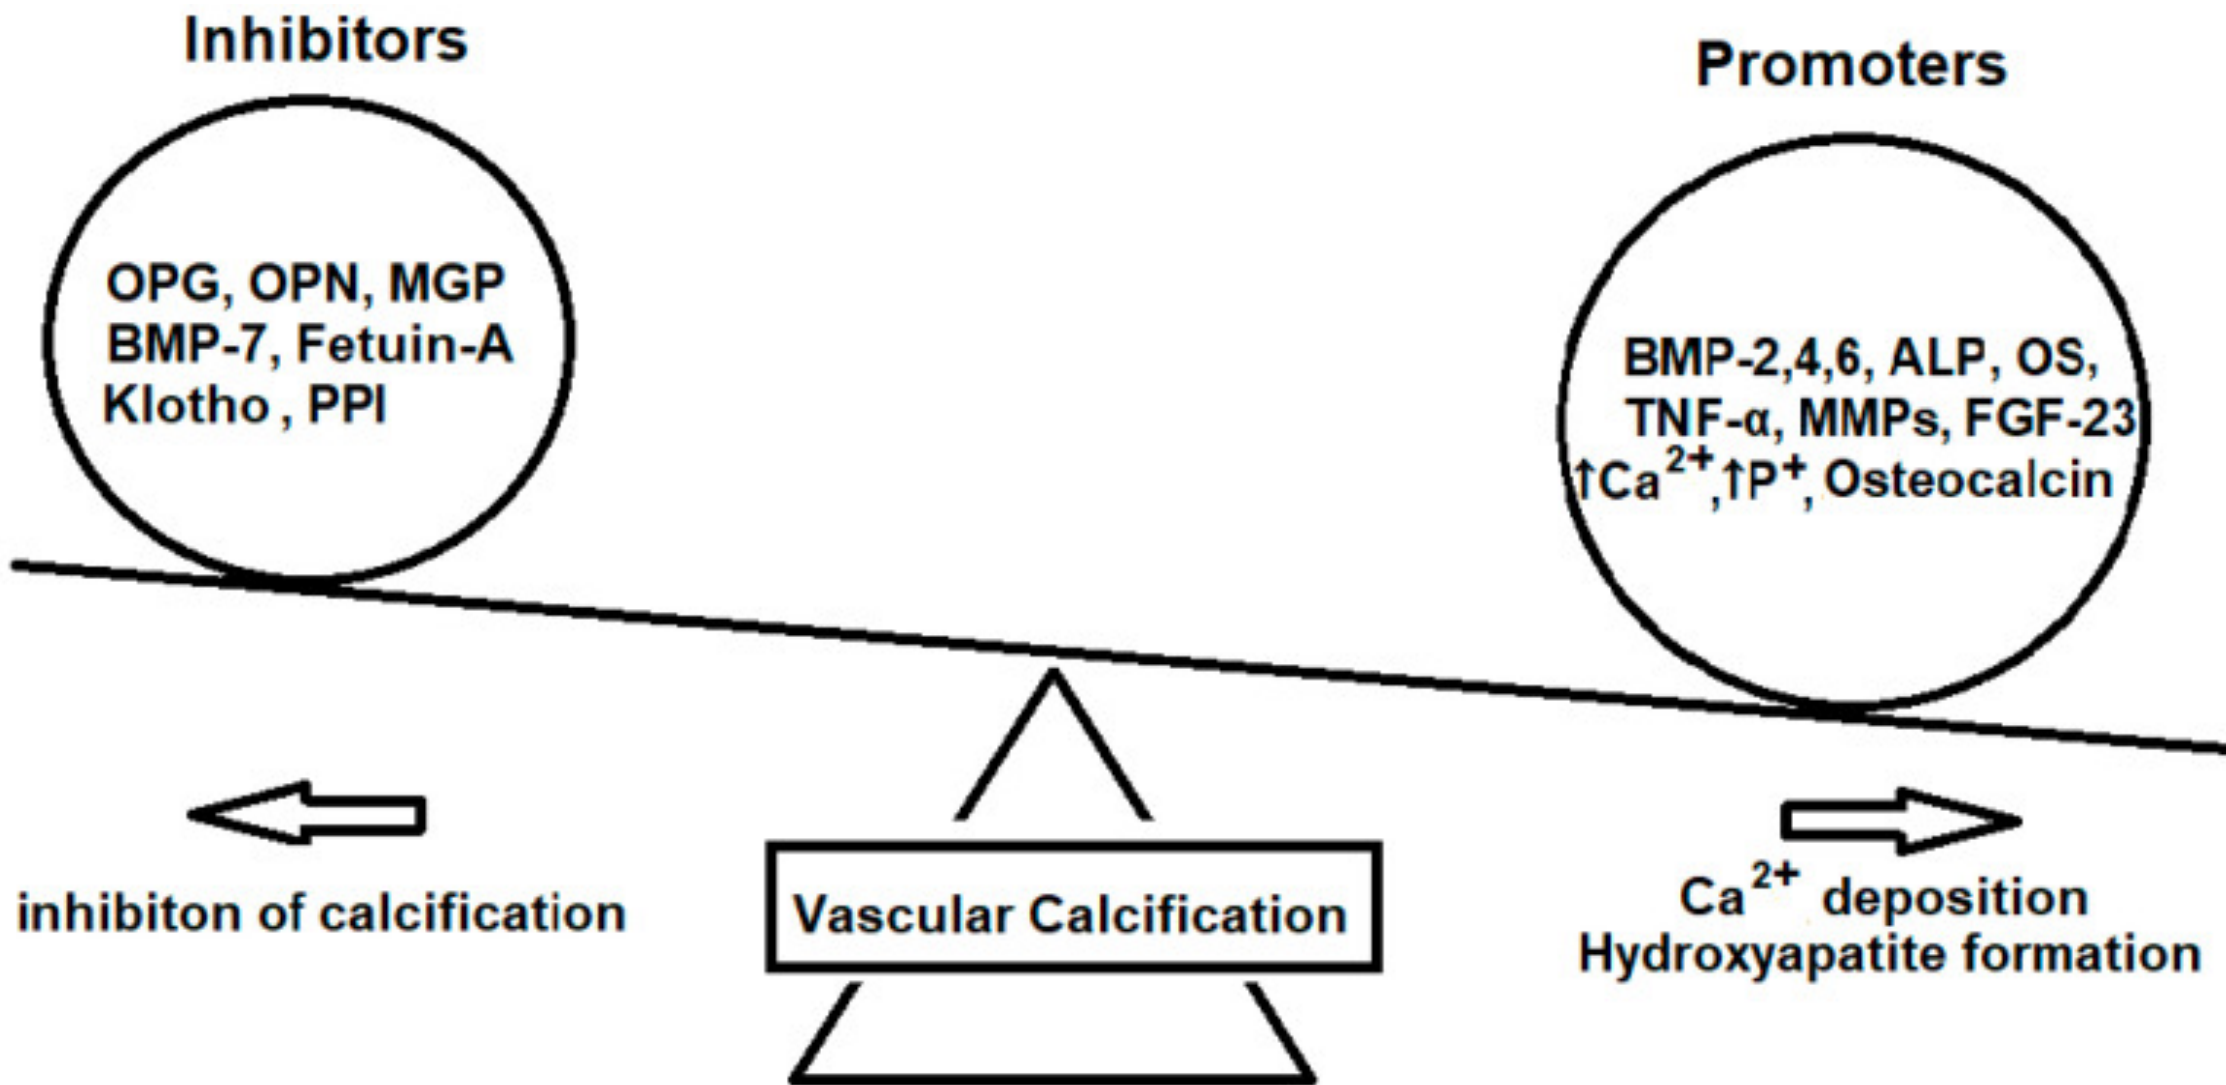 Inhibitors
Promoters
OPG, OPN, MGP
BMP-7, Fetuin-A
Klotho , PPI
BMP-2,4,6, ALP, OS,
TNF-α, MMPs, FGF-23
↑Ca²⁺,↑P⁺, Osteocalcin
inhibiton of calcification
Vascular Calcification
Ca²⁺ deposition
Hydroxyapatite formation